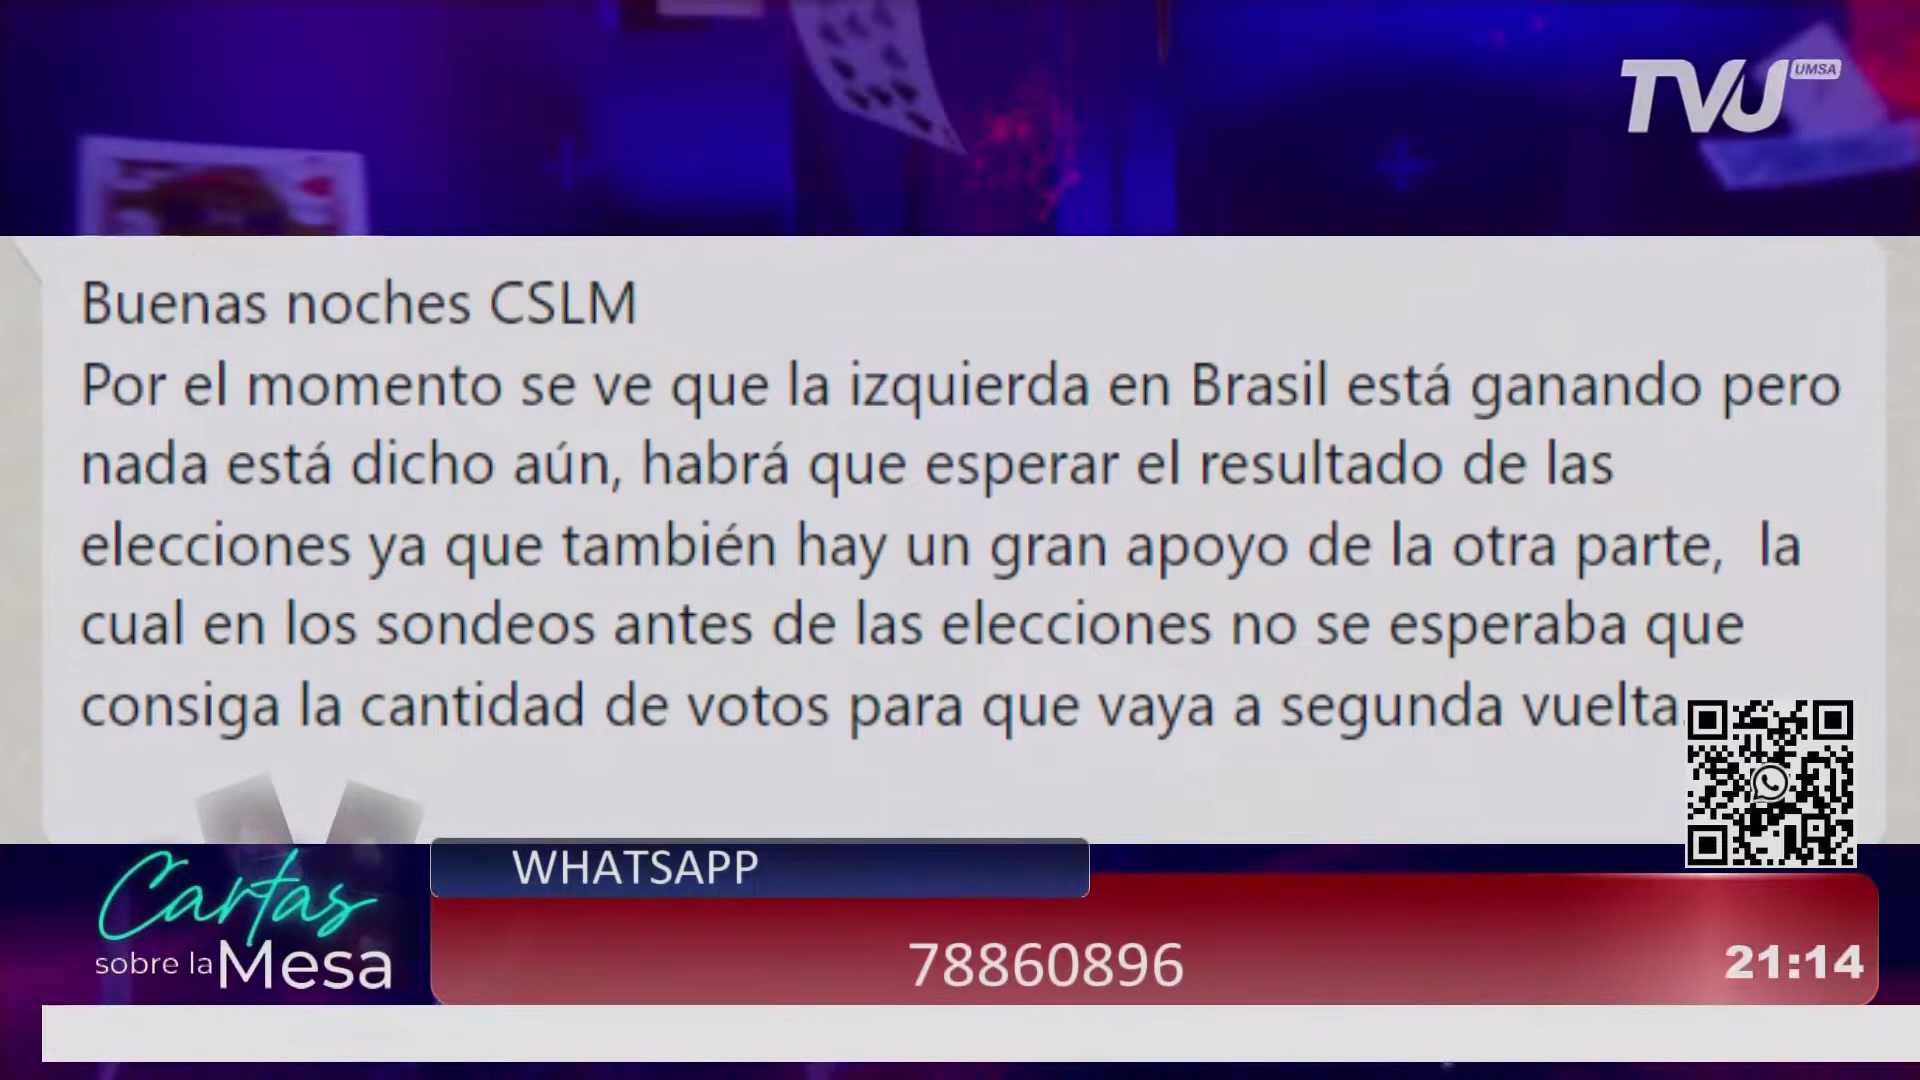 TVU UMSA
Buenas noches CSLM
Por el momento se ve que la izquierda en Brasil está ganando pero
nada está dicho aún, habrá que esperar el resultado de las
elecciones ya que también hay un gran apoyo de la otra parte,  la
cual en los sondeos antes de las elecciones no se esperaba que
consiga la cantidad de votos para que vaya a segunda vuelta.
WHATSAPP
Cartas
sobre la Mesa
78860896
21:14